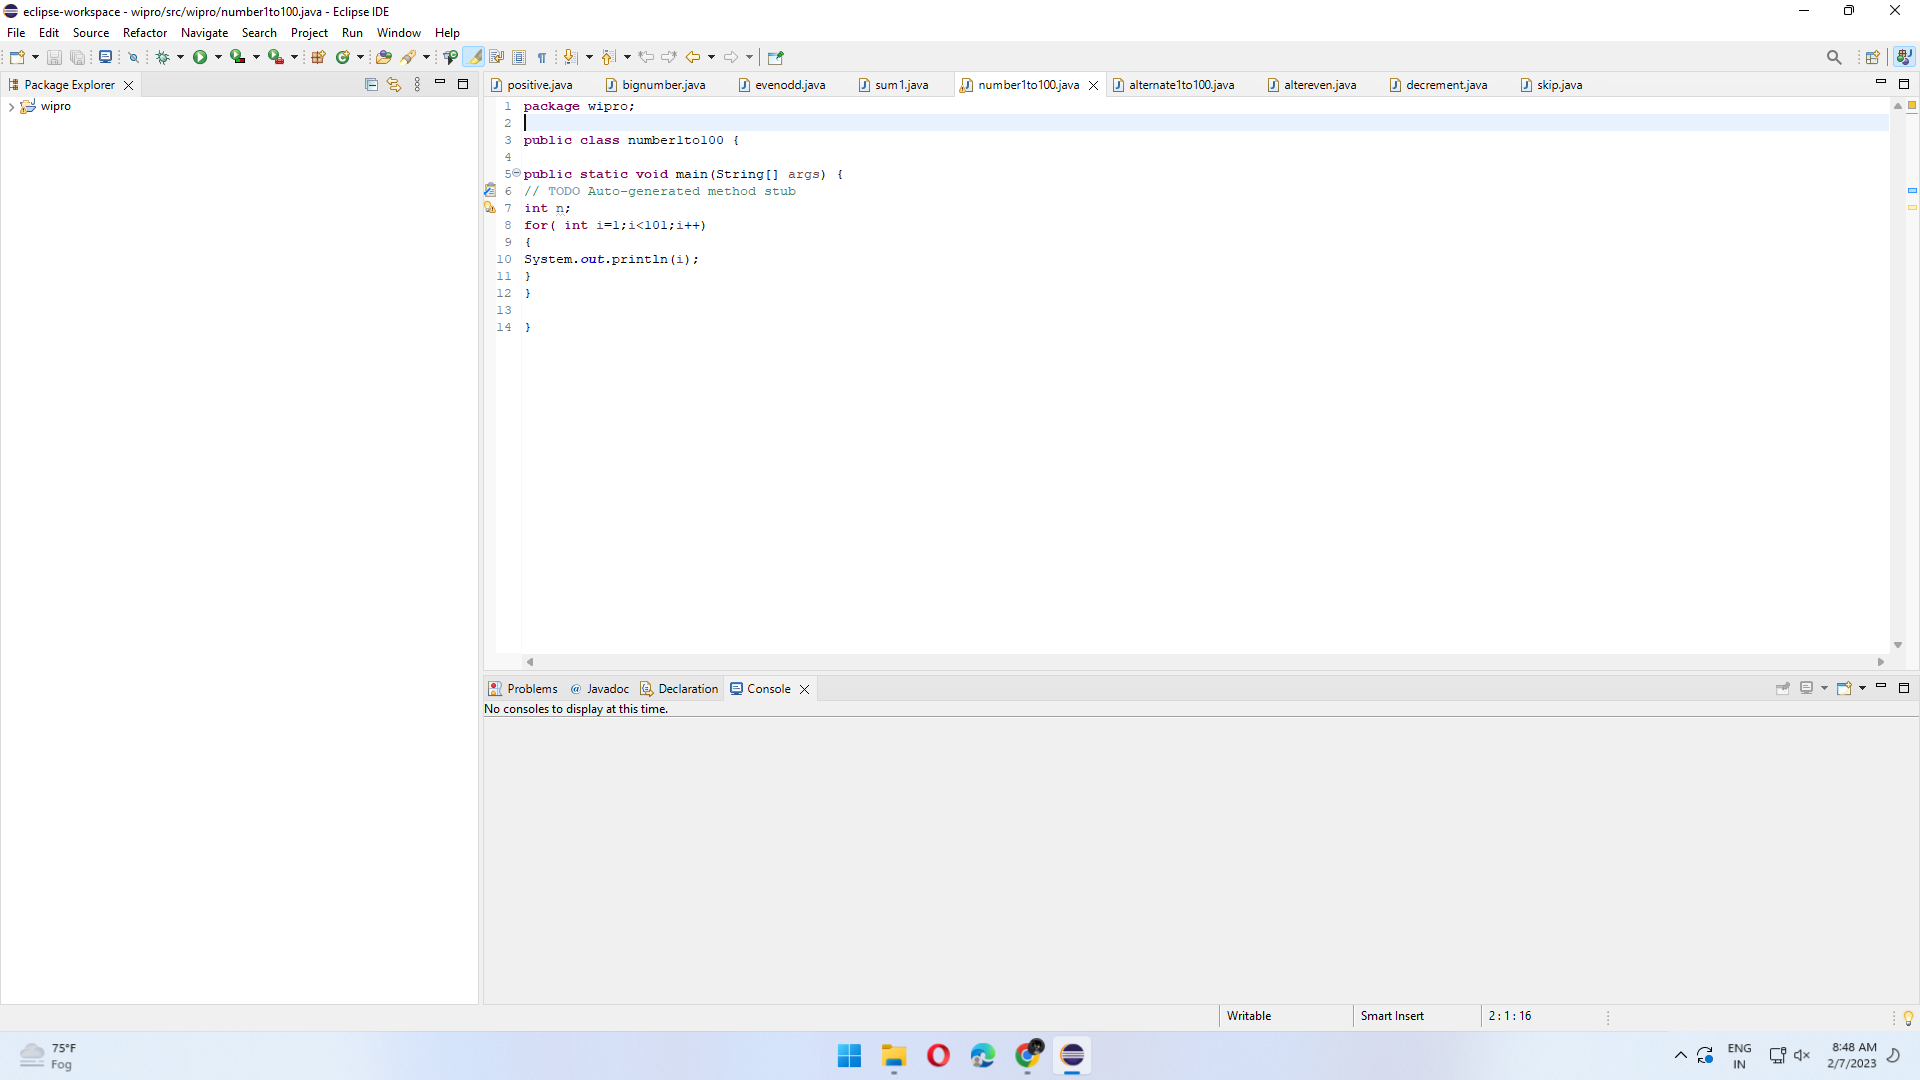 eclipse-workspace - wipro/src/wipro/number1to100.java - Eclipse IDE
File Edit Source Refactor Navigate Search Project Run Window Help
Package Explorer
wipro
positive.java bignumber.java evenodd.java sum1.java number1to100.java alternate1to100.java altereven.java decrement.java skip.java
1 package wipro;
2
3 public class number1to100 {
4
5 public static void main(String[] args) {
6 // TODO Auto-generated method stub
7 int n;
8 for( int i=1;i<101;i++)
9 {
10 System.out.println(i);
11 }
12 }
13
14 }
Problems @ Javadoc Declaration Console
No consoles to display at this time.
Writable Smart Insert 2 : 1 : 16
75°F
Fog
ENG
IN
8:48 AM
2/7/2023